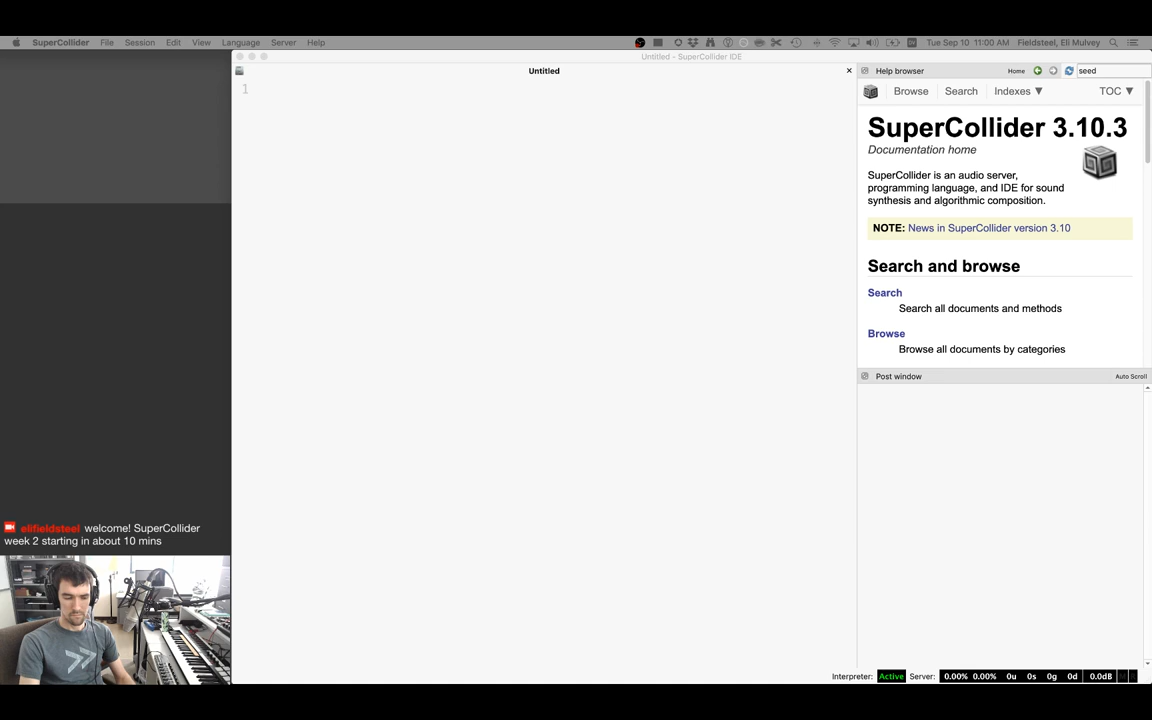 SuperCollider File Session Edit View Language Server Help
Tue Sep 10 11:00 AM Fieldsteel, Eli Mulvey
Untitled - SuperCollider IDE
Untitled
1
Help browser Home seed
Browse Search Indexes ▼ TOC ▼
SuperCollider 3.10.3
Documentation home
SuperCollider is an audio server,
programming language, and IDE for sound
synthesis and algorithmic composition.
NOTE: News in SuperCollider version 3.10
Search and browse
Search
Search all documents and methods
Browse
Browse all documents by categories
Post window Auto Scroll
elifieldsteel welcome! SuperCollider
week 2 starting in about 10 mins
Interpreter: Active Server: 0.00% 0.00% 0u 0s 0g 0d 0.0dB